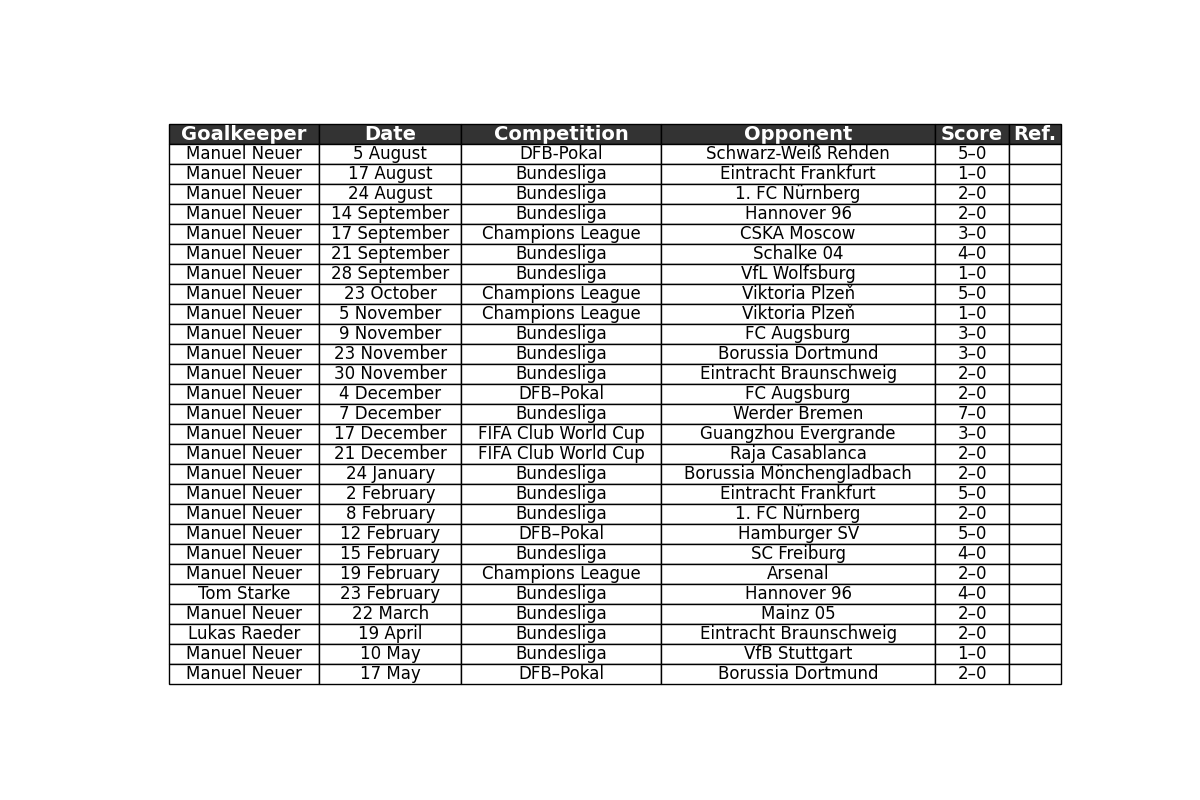 Goalkeeper Date Competition Opponent Score Ref.
Manuel Neuer 5 August DFB-Pokal Schwarz-Weiß Rehden 5–0
Manuel Neuer 17 August Bundesliga Eintracht Frankfurt 1–0
Manuel Neuer 24 August Bundesliga 1. FC Nürnberg 2–0
Manuel Neuer 14 September Bundesliga Hannover 96 2–0
Manuel Neuer 17 September Champions League CSKA Moscow 3–0
Manuel Neuer 21 September Bundesliga Schalke 04 4–0
Manuel Neuer 28 September Bundesliga VfL Wolfsburg 1–0
Manuel Neuer 23 October Champions League Viktoria Plzeň 5–0
Manuel Neuer 5 November Champions League Viktoria Plzeň 1–0
Manuel Neuer 9 November Bundesliga FC Augsburg 3–0
Manuel Neuer 23 November Bundesliga Borussia Dortmund 3–0
Manuel Neuer 30 November Bundesliga Eintracht Braunschweig 2–0
Manuel Neuer 4 December DFB–Pokal FC Augsburg 2–0
Manuel Neuer 7 December Bundesliga Werder Bremen 7–0
Manuel Neuer 17 December FIFA Club World Cup Guangzhou Evergrande 3–0
Manuel Neuer 21 December FIFA Club World Cup Raja Casablanca 2–0
Manuel Neuer 24 January Bundesliga Borussia Mönchengladbach 2–0
Manuel Neuer 2 February Bundesliga Eintracht Frankfurt 5–0
Manuel Neuer 8 February Bundesliga 1. FC Nürnberg 2–0
Manuel Neuer 12 February DFB–Pokal Hamburger SV 5–0
Manuel Neuer 15 February Bundesliga SC Freiburg 4–0
Manuel Neuer 19 February Champions League Arsenal 2–0
Tom Starke 23 February Bundesliga Hannover 96 4–0
Manuel Neuer 22 March Bundesliga Mainz 05 2–0
Lukas Raeder 19 April Bundesliga Eintracht Braunschweig 2–0
Manuel Neuer 10 May Bundesliga VfB Stuttgart 1–0
Manuel Neuer 17 May DFB–Pokal Borussia Dortmund 2–0